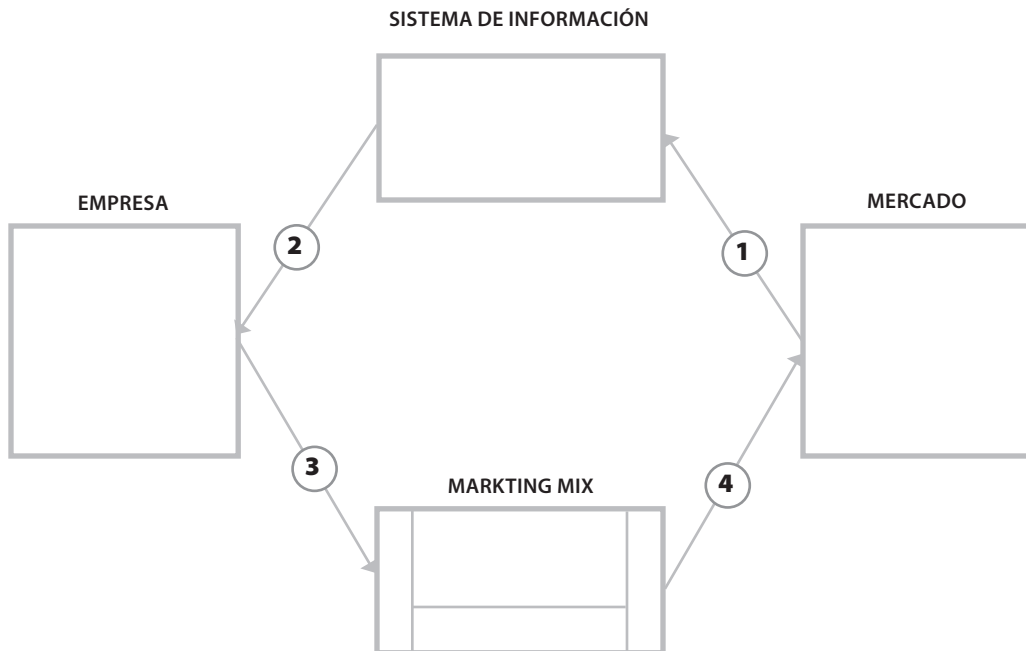 SISTEMA DE INFORMACIÓN
EMPRESA
MERCADO
2
1
3
MARKTING MIX
4